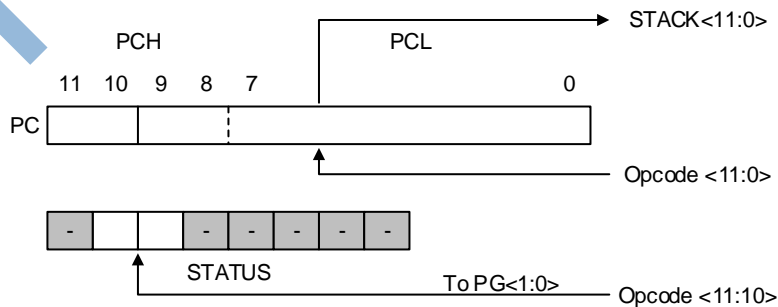 STACK<11:0>
PCH PCL
11 10 9 8 7 0
PC
Opcode <11:0>
- - - - - -
STATUS
To PG<1:0>
Opcode <11:10>